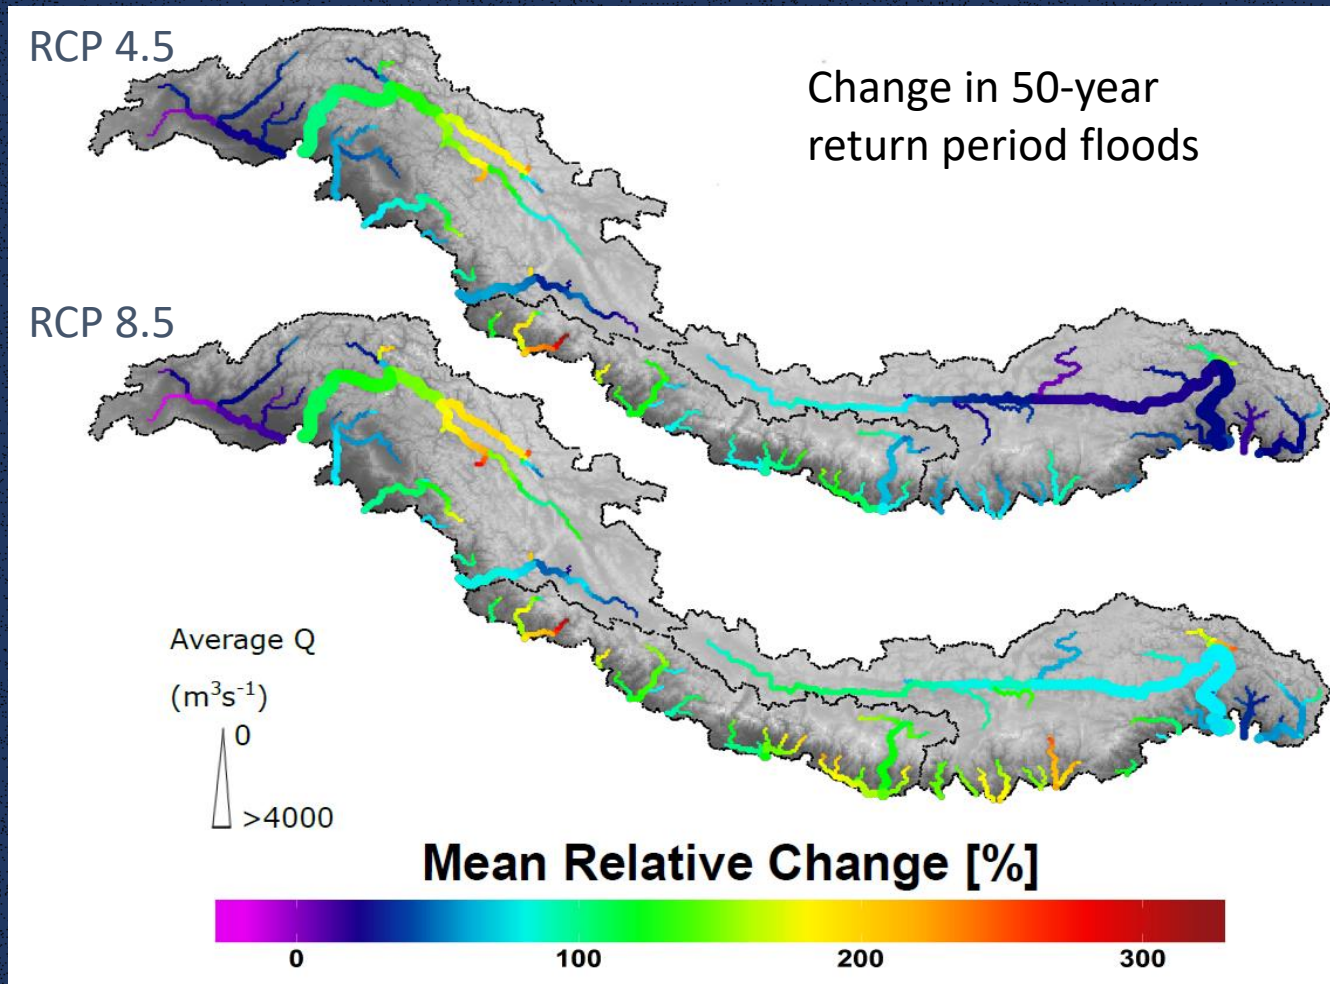 RCP 4.5
Change in 50-year
return period floods
RCP 8.5
Average Q
(m³s⁻¹)
0
>4000
Mean Relative Change [%]
0 100 200 300